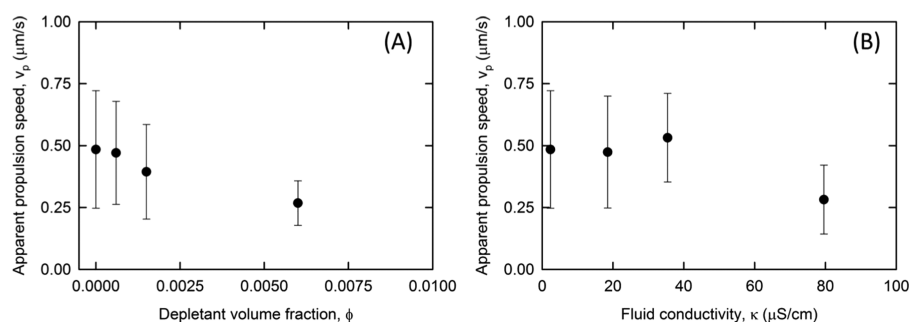 (A)
Apparent propulsion speed, vp (μm/s)
1.00
0.75
0.50
0.25
0.00
0.0000 0.0025 0.0050 0.0075 0.0100
Depletant volume fraction, ϕ
(B)
Apparent propulsion speed, vp (μm/s)
1.00
0.75
0.50
0.25
0.00
0 20 40 60 80 100
Fluid conductivity, κ (μS/cm)